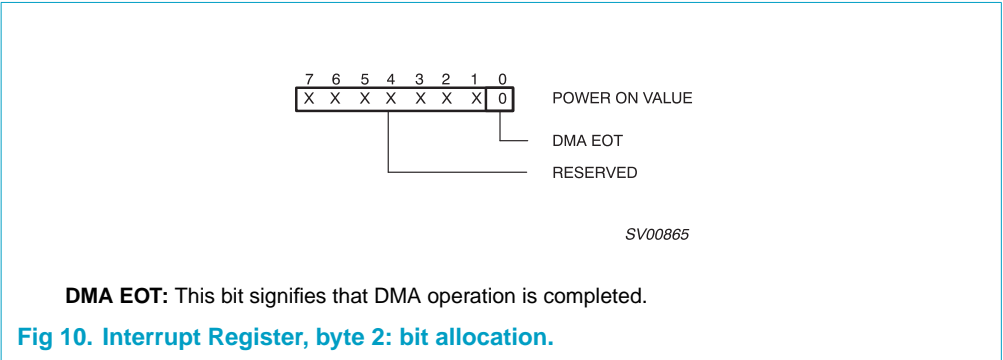 7 6 5 4 3 2 1 0
X X X X X X X 0 POWER ON VALUE
DMA EOT
RESERVED
SV00865
DMA EOT: This bit signifies that DMA operation is completed.
Fig 10. Interrupt Register, byte 2: bit allocation.